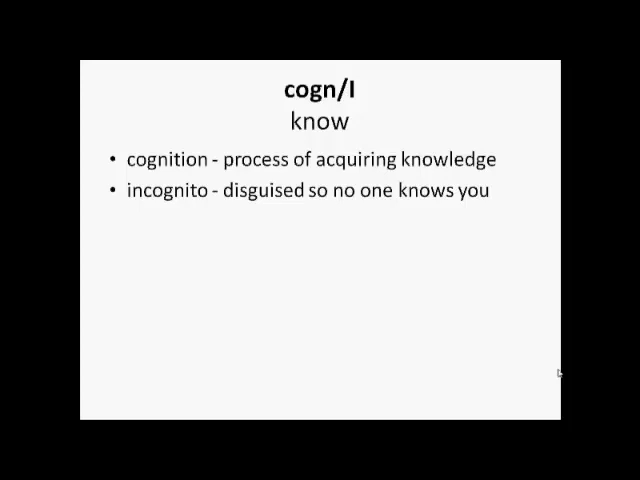 cogn/I
know
• cognition - process of acquiring knowledge
• incognito - disguised so no one knows you